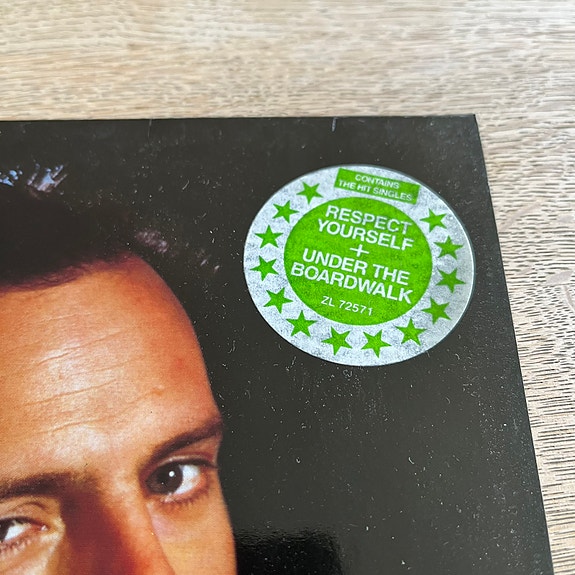 CONTAINS
THE HIT SINGLES
RESPECT
YOURSELF
+
UNDER THE
BOARDWALK
ZL 72571